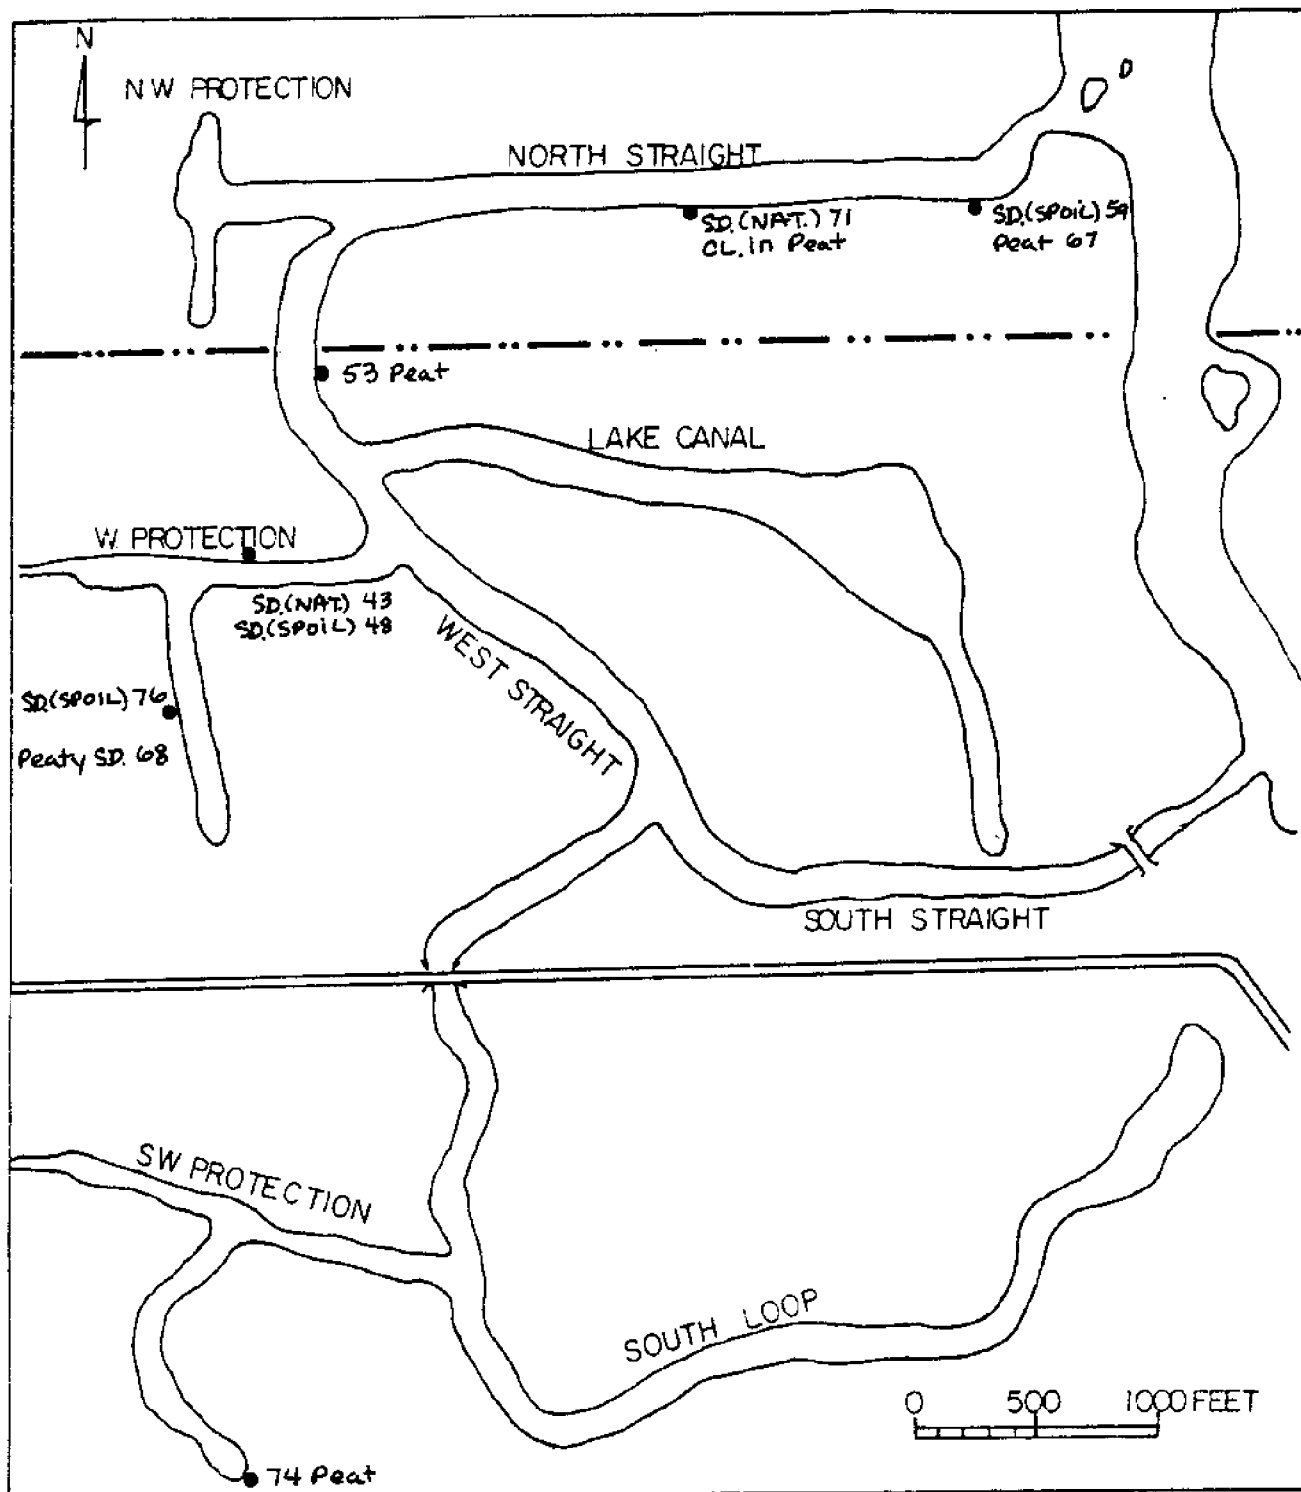 N
NW PROTECTION
NORTH STRAIGHT
SD.(NAT.) 71
CL. in Peat
SD.(SPOIL) 59
Peat 67
53 Peat
LAKE CANAL
W. PROTECTION
SD.(NAT.) 43
SD.(SPOIL) 48
WEST STRAIGHT
SD.(SPOIL) 76
Peaty SD. 68
SOUTH STRAIGHT
SW PROTECTION
SOUTH LOOP
0 500 1000 FEET
74 Peat